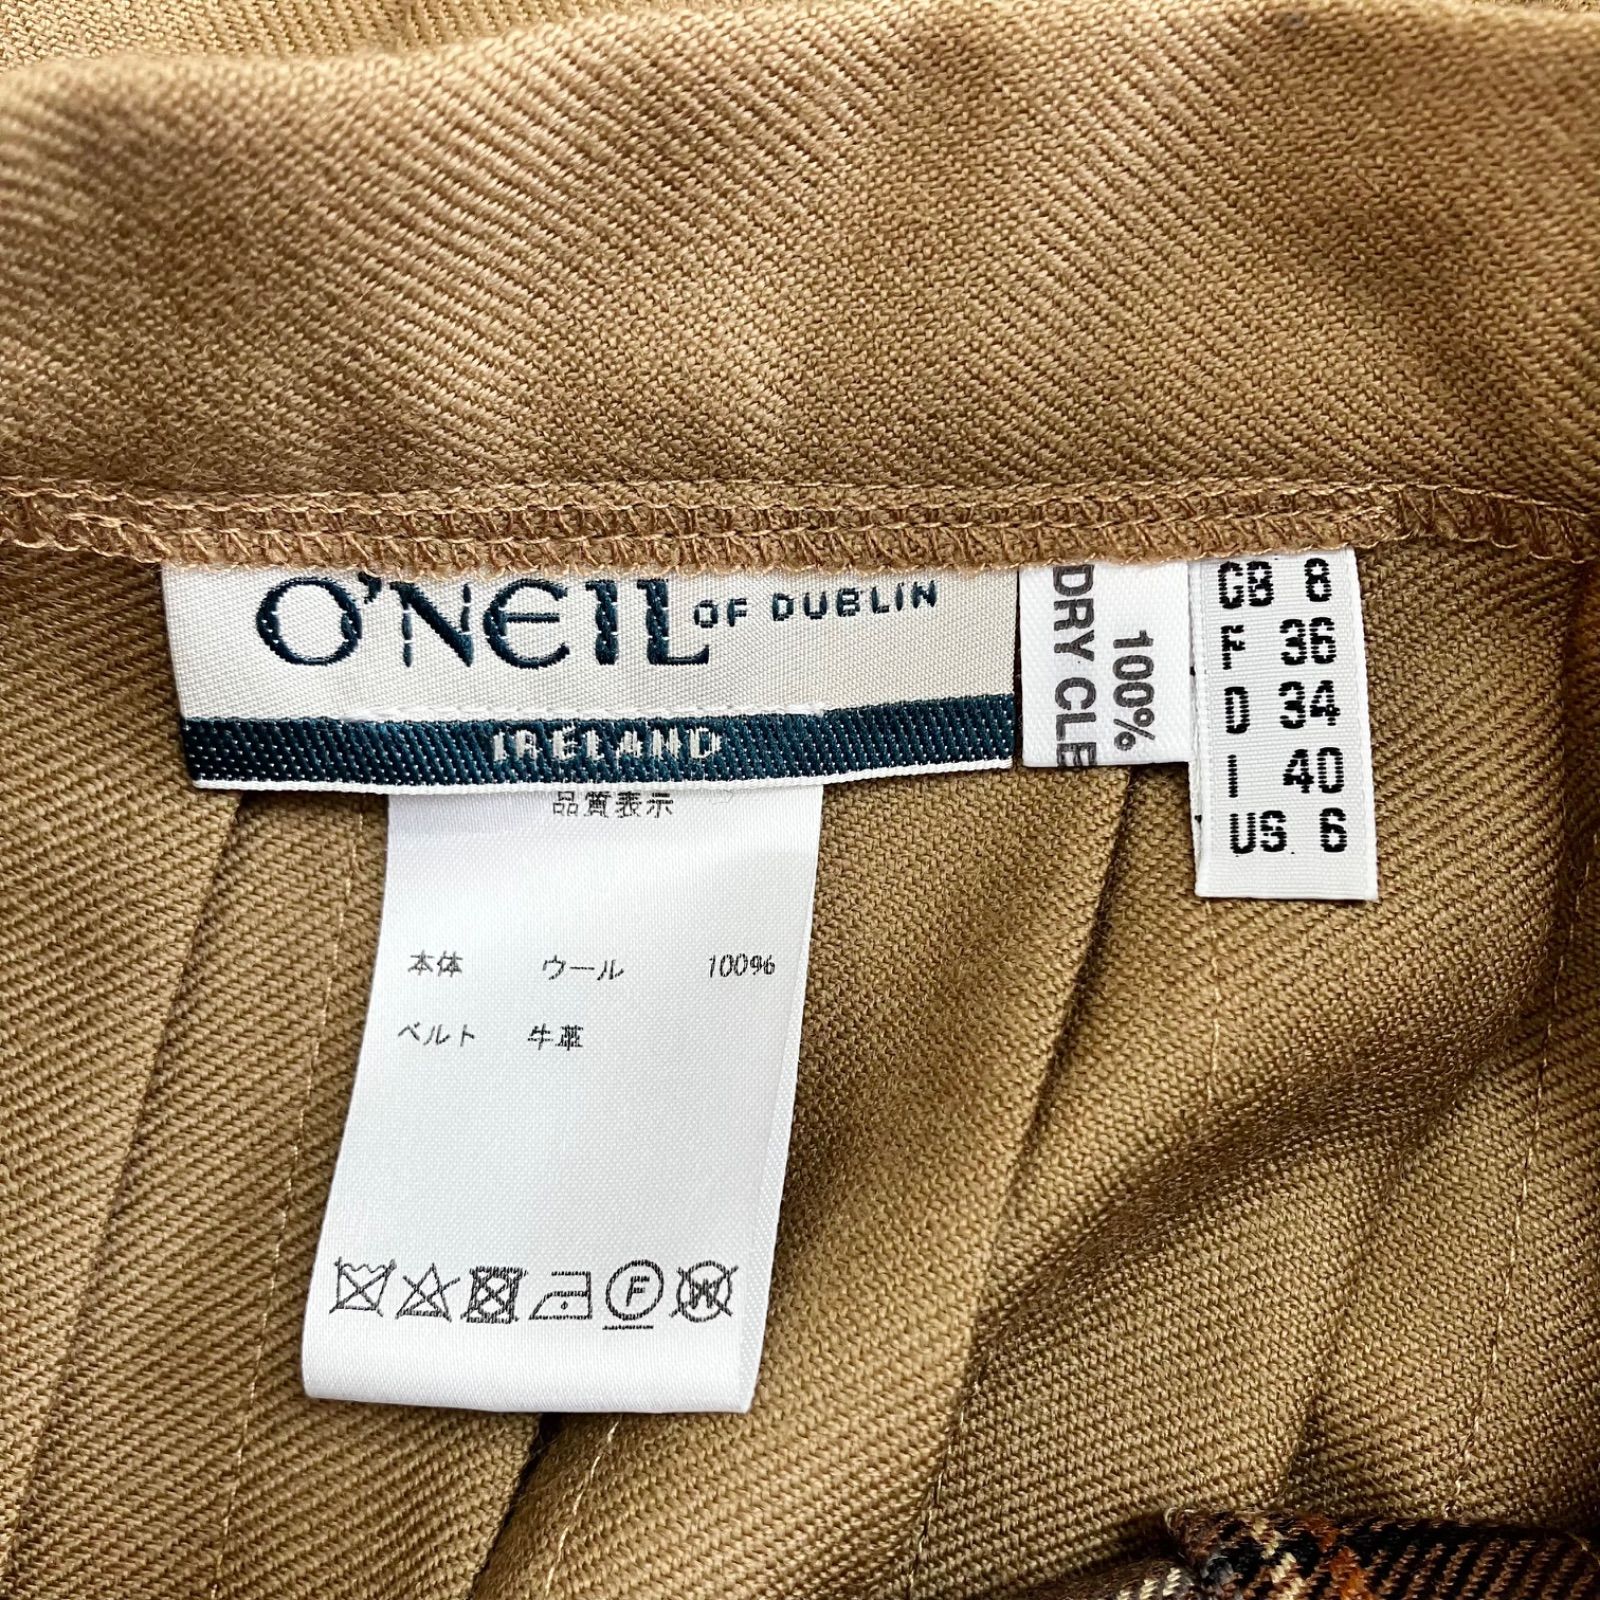 O'NEIL OF DUBLIN
IRELAND
100%
DRY CLE
GB 8
F 36
D 34
I 40
US 6
品質表示
本体 ウール 100%
ベルト 牛革
F
W